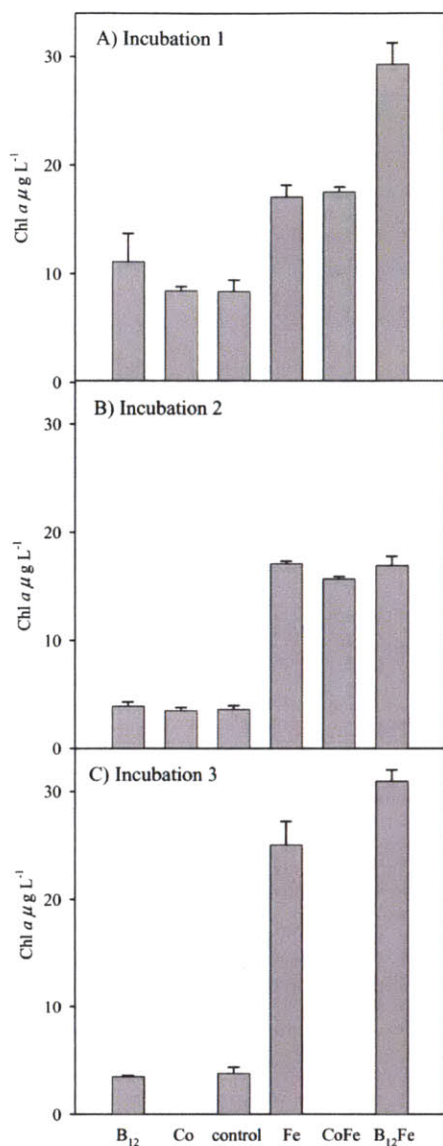 A) Incubation 1
30
20
10
0
Chl a μg L⁻¹
B) Incubation 2
30
20
10
0
Chl a μg L⁻¹
C) Incubation 3
30
20
10
0
Chl a μg L⁻¹
B₁₂ Co control Fe CoFe B₁₂Fe